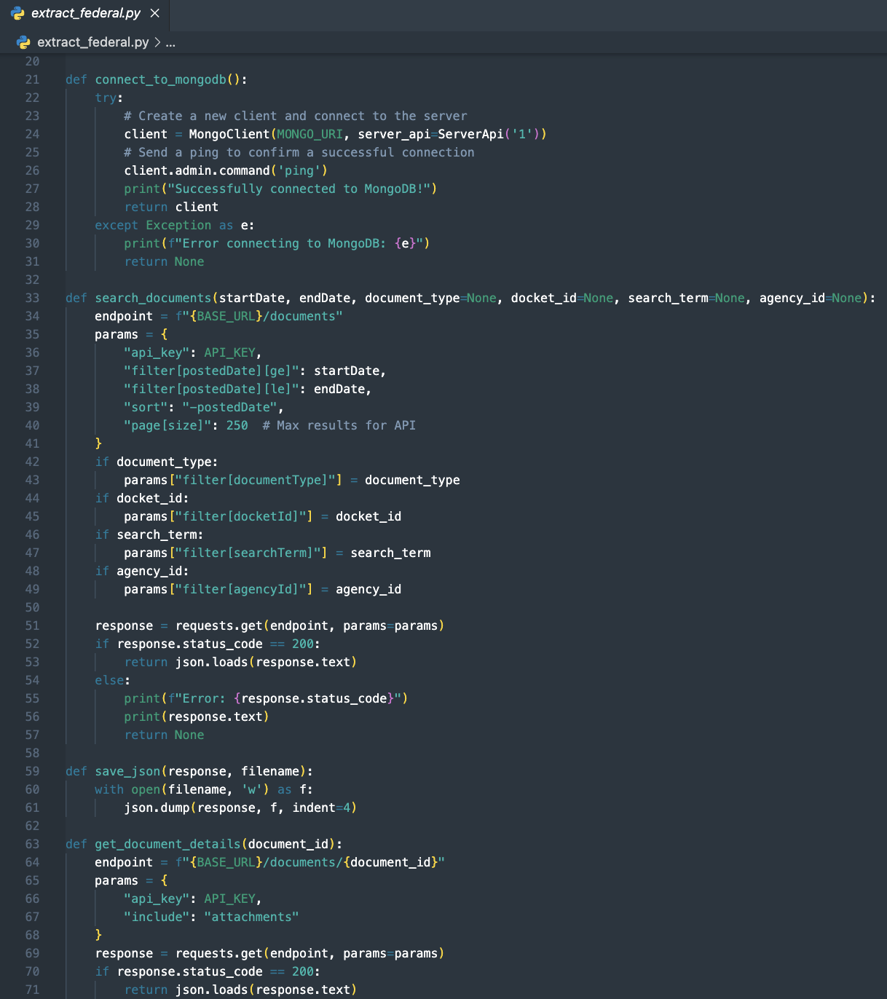 extract_federal.py ×
extract_federal.py > ...
20
21 def connect_to_mongodb():
22     try:
23         # Create a new client and connect to the server
24         client = MongoClient(MONGO_URI, server_api=ServerApi('1'))
25         # Send a ping to confirm a successful connection
26         client.admin.command('ping')
27         print("Successfully connected to MongoDB!")
28         return client
29     except Exception as e:
30         print(f"Error connecting to MongoDB: {e}")
31         return None
32
33 def search_documents(startDate, endDate, document_type=None, docket_id=None, search_term=None, agency_id=None):
34     endpoint = f"{BASE_URL}/documents"
35     params = {
36         "api_key": API_KEY,
37         "filter[postedDate][ge]": startDate,
38         "filter[postedDate][le]": endDate,
39         "sort": "-postedDate",
40         "page[size]": 250  # Max results for API
41     }
42     if document_type:
43         params["filter[documentType]"] = document_type
44     if docket_id:
45         params["filter[docketId]"] = docket_id
46     if search_term:
47         params["filter[searchTerm]"] = search_term
48     if agency_id:
49         params["filter[agencyId]"] = agency_id
50
51     response = requests.get(endpoint, params=params)
52     if response.status_code == 200:
53         return json.loads(response.text)
54     else:
55         print(f"Error: {response.status_code}")
56         print(response.text)
57         return None
58
59 def save_json(response, filename):
60     with open(filename, 'w') as f:
61         json.dump(response, f, indent=4)
62
63 def get_document_details(document_id):
64     endpoint = f"{BASE_URL}/documents/{document_id}"
65     params = {
66         "api_key": API_KEY,
67         "include": "attachments"
68     }
69     response = requests.get(endpoint, params=params)
70     if response.status_code == 200:
71         return json.loads(response.text)